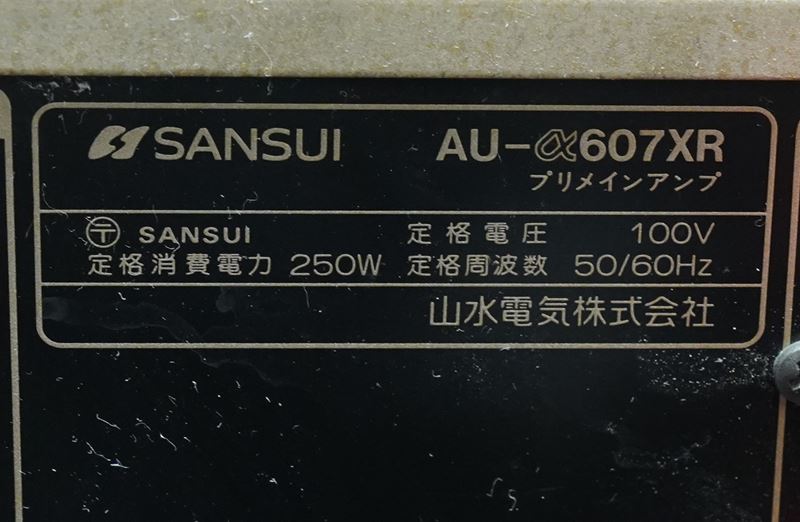 SANSUI AU-α607XR
プリメインアンプ
〒 SANSUI 定格電圧 100V
定格消費電力 250W 定格周波数 50/60Hz
山水電気株式会社